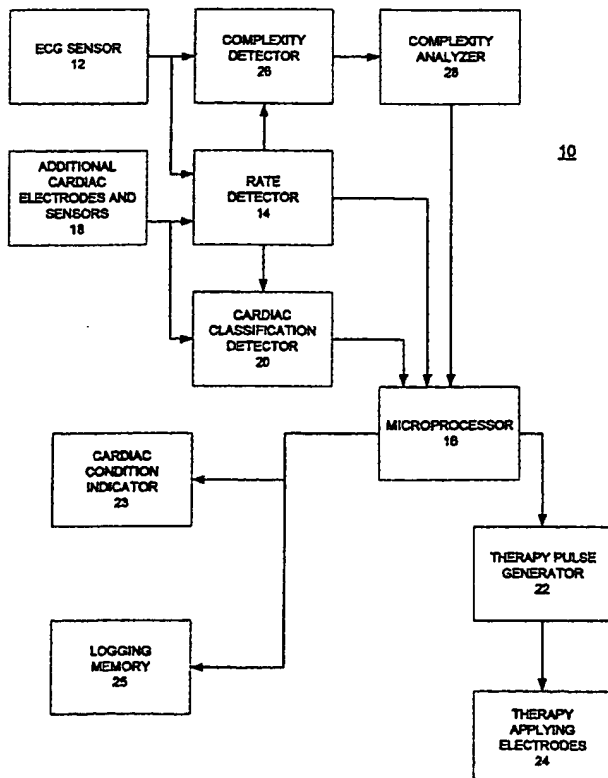 ECG SENSOR
12
COMPLEXITY
DETECTOR
26
COMPLEXITY
ANALYZER
28
10
ADDITIONAL
CARDIAC
ELECTRODES AND
SENSORS
18
RATE
DETECTOR
14
CARDIAC
CLASSIFICATION
DETECTOR
20
MICROPROCESSOR
16
CARDIAC
CONDITION
INDICATOR
23
THERAPY PULSE
GENERATOR
22
LOGGING
MEMORY
25
THERAPY
APPLYING
ELECTRODES
24